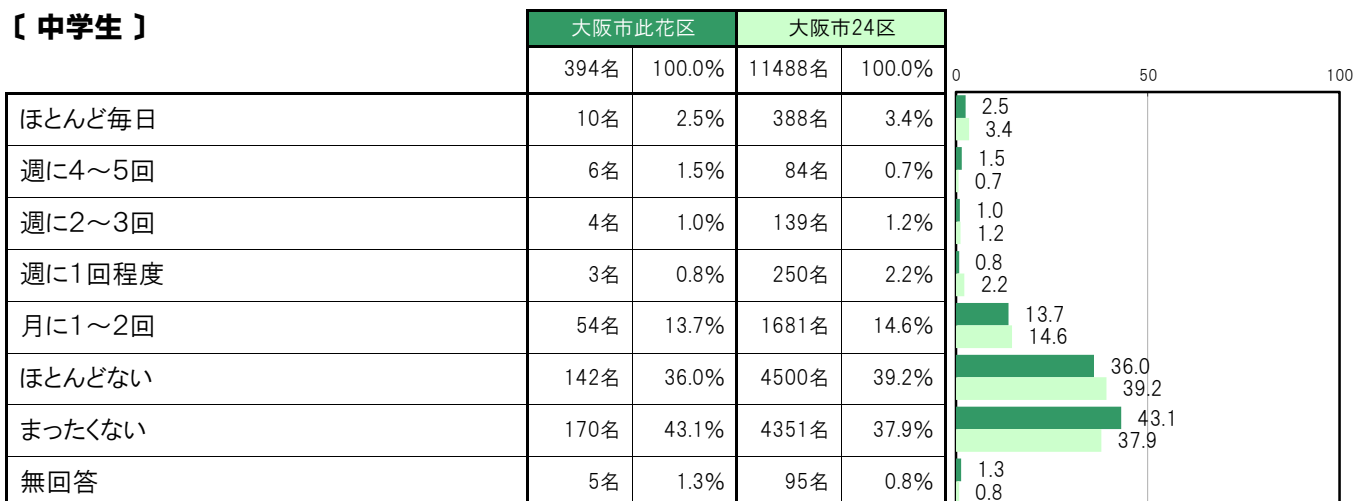 〔 中学生 〕
大阪市此花区 大阪市24区
394名 100.0% 11488名 100.0%
0 50 100
ほとんど毎日 10名 2.5% 388名 3.4%
2.5
3.4
週に4～5回 6名 1.5% 84名 0.7%
1.5
0.7
週に2～3回 4名 1.0% 139名 1.2%
1.0
1.2
週に1回程度 3名 0.8% 250名 2.2%
0.8
2.2
月に1～2回 54名 13.7% 1681名 14.6%
13.7
14.6
ほとんどない 142名 36.0% 4500名 39.2%
36.0
39.2
まったくない 170名 43.1% 4351名 37.9%
43.1
37.9
無回答 5名 1.3% 95名 0.8%
1.3
0.8